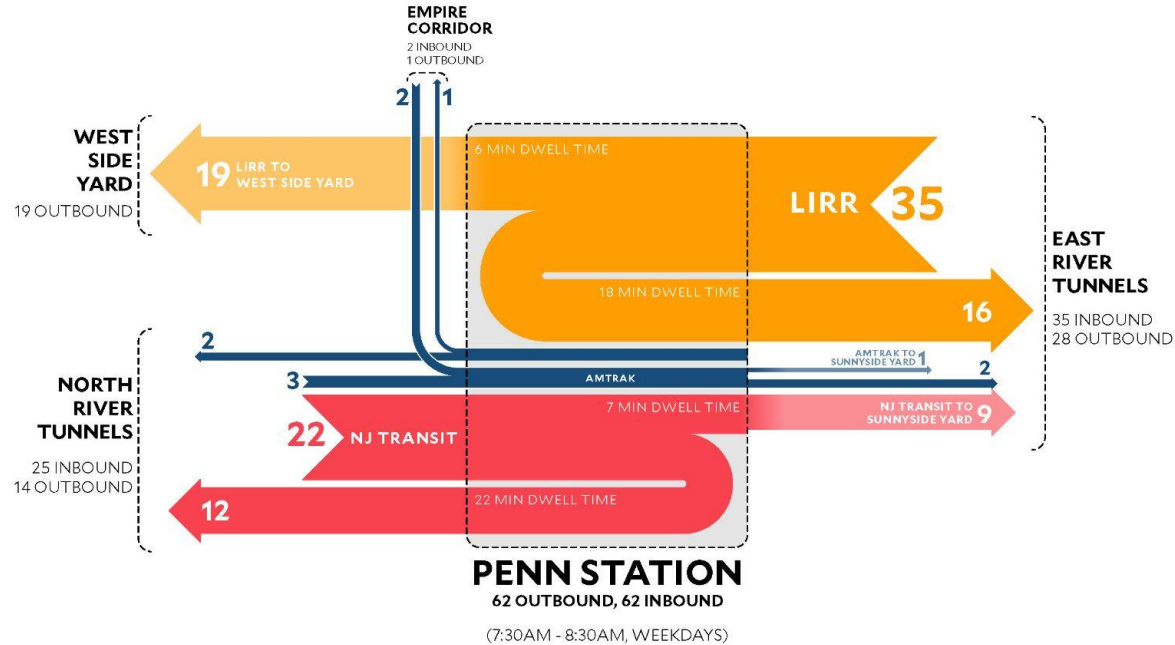 EMPIRE
CORRIDOR
2 INBOUND
1 OUTBOUND
2
1
WEST
SIDE
YARD
19 OUTBOUND
19 LIRR TO
WEST SIDE YARD
6 MIN DWELL TIME
LIRR 35
18 MIN DWELL TIME
16
EAST
RIVER
TUNNELS
35 INBOUND
28 OUTBOUND
2
AMTRAK TO
SUNNYSIDE YARD 1
3
AMTRAK
2
NORTH
RIVER
TUNNELS
25 INBOUND
14 OUTBOUND
22 NJ TRANSIT
7 MIN DWELL TIME
NJ TRANSIT TO
SUNNYSIDE YARD 9
12
22 MIN DWELL TIME
PENN STATION
62 OUTBOUND, 62 INBOUND
(7:30AM - 8:30AM, WEEKDAYS)